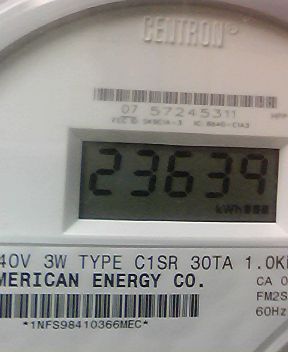 CENTRON®
07 57245311
23639
kWh
40V 3W TYPE C1SR 30TA 1.0K
MERICAN ENERGY CO.
CA 0
FM2S
60Hz
*1NFS98410366MEC*